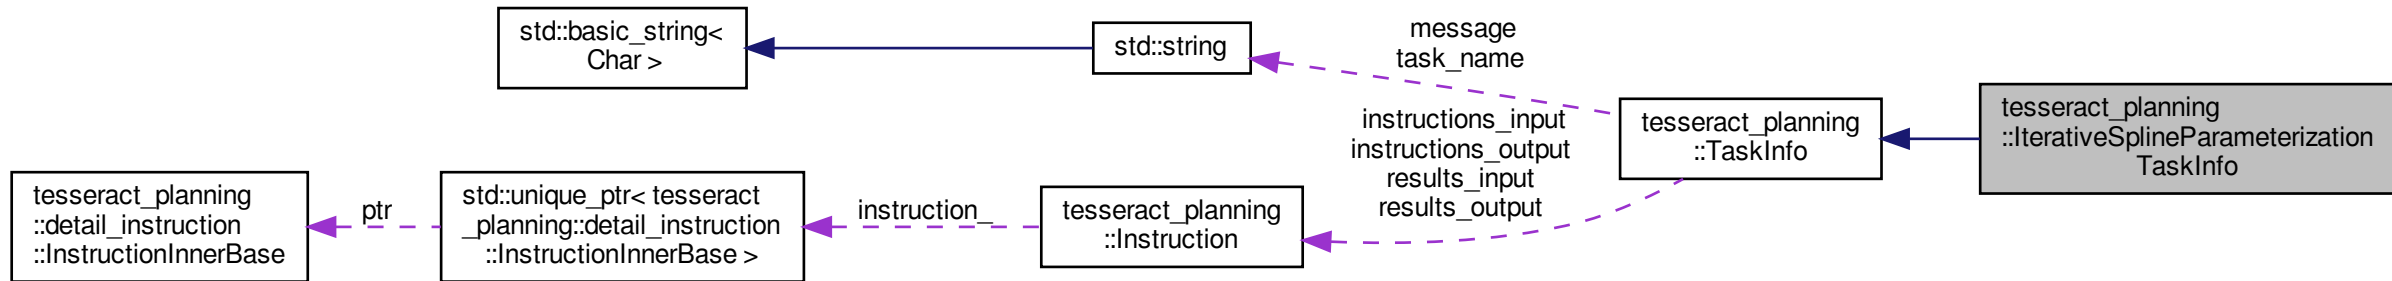 std::basic_string<
Char >
std::string
message
task_name
tesseract_planning
::IterativeSplineParameterization
TaskInfo
tesseract_planning
::TaskInfo
instructions_input
instructions_output
results_input
results_output
tesseract_planning
::detail_instruction
::InstructionInnerBase
ptr
std::unique_ptr< tesseract
_planning::detail_instruction
::InstructionInnerBase >
instruction_
tesseract_planning
::Instruction